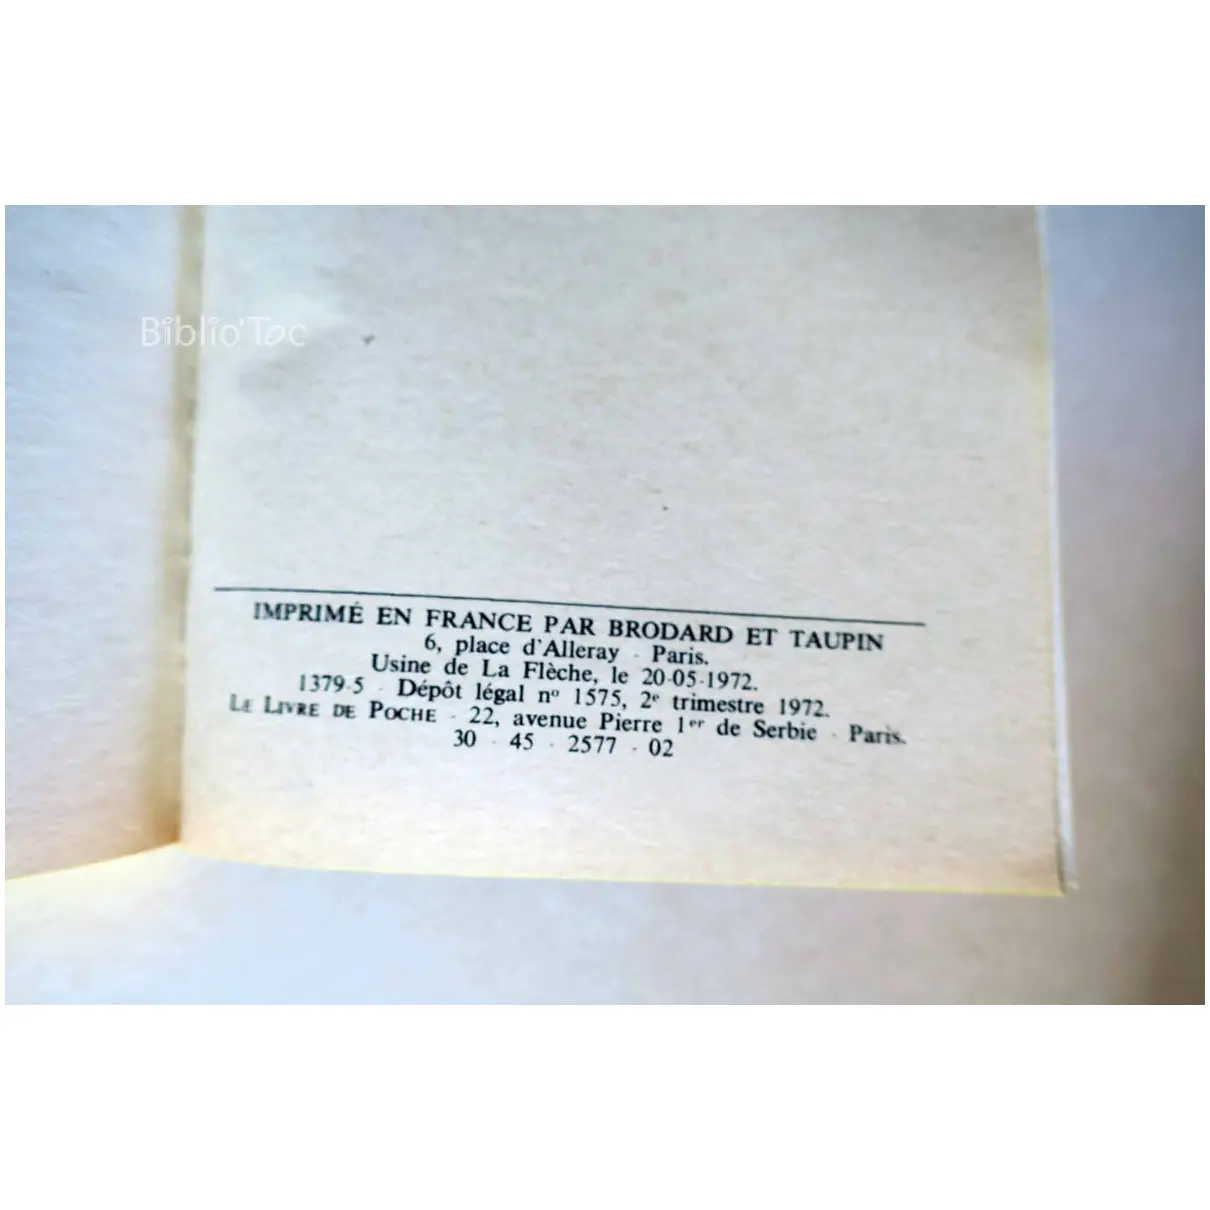 Biblio'Toc
IMPRIMÉ EN FRANCE PAR BRODARD ET TAUPIN
6, place d'Alleray - Paris.
Usine de La Flèche, le 20-05-1972.
1379-5 - Dépôt légal nº 1575, 2e trimestre 1972.
LE LIVRE DE POCHE - 22, avenue Pierre 1er de Serbie - Paris.
30 - 45 - 2577 - 02